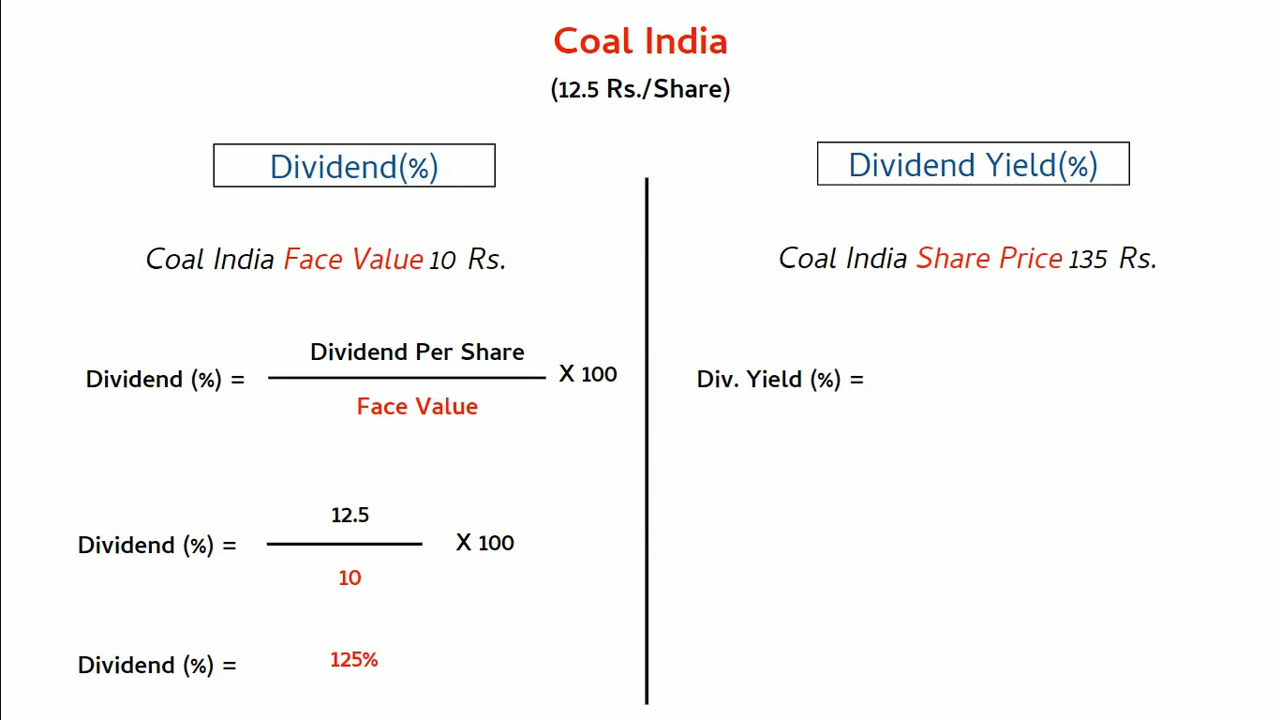 Coal India
(12.5 Rs./Share)
Dividend(%)
Coal India Face Value 10 Rs.
Dividend (%) = Dividend Per Share
Face Value
X 100
Dividend (%) = 12.5
10
X 100
Dividend (%) = 125%
Dividend Yield(%)
Coal India Share Price 135 Rs.
Div. Yield (%) =